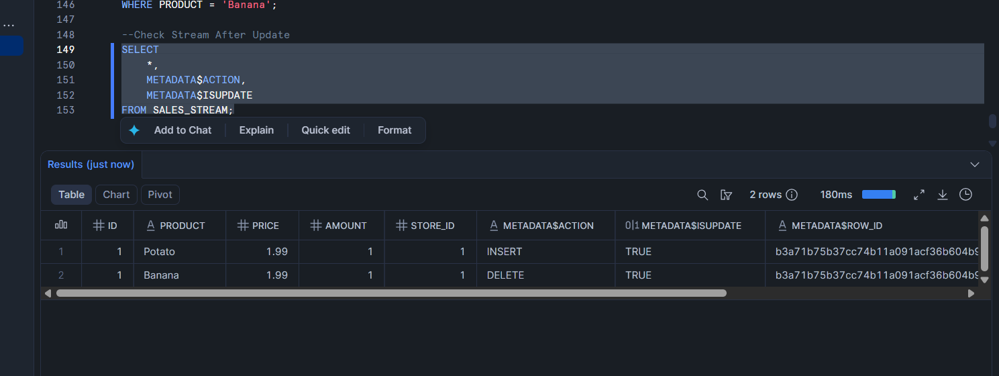 146 WHERE PRODUCT = 'Banana';
147
148 --Check Stream After Update
149 SELECT
150 *,
151 METADATA$ACTION,
152 METADATA$ISUPDATE
153 FROM SALES_STREAM;
Add to Chat Explain Quick edit Format
Results (just now)
Table Chart Pivot 2 rows 180ms
ID PRODUCT PRICE AMOUNT STORE_ID METADATA$ACTION METADATA$ISUPDATE METADATA$ROW_ID
1 1 Potato 1.99 1 1 INSERT TRUE b3a71b75b37cc74b11a091acf36b604b9
2 1 Banana 1.99 1 1 DELETE TRUE b3a71b75b37cc74b11a091acf36b604b9